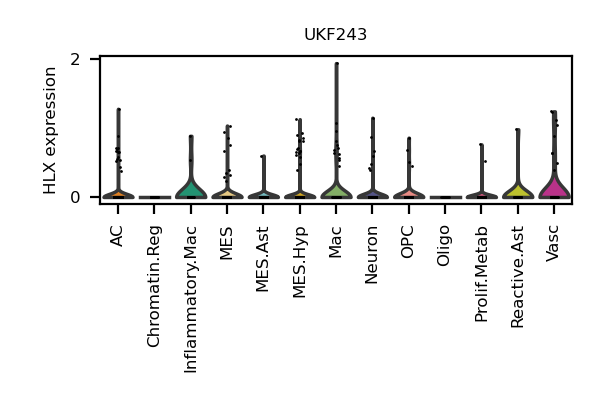 UKF243
HLX expression
2
0
AC
Chromatin.Reg
Inflammatory.Mac
MES
MES.Ast
MES.Hyp
Mac
Neuron
OPC
Oligo
Prolif.Metab
Reactive.Ast
Vasc